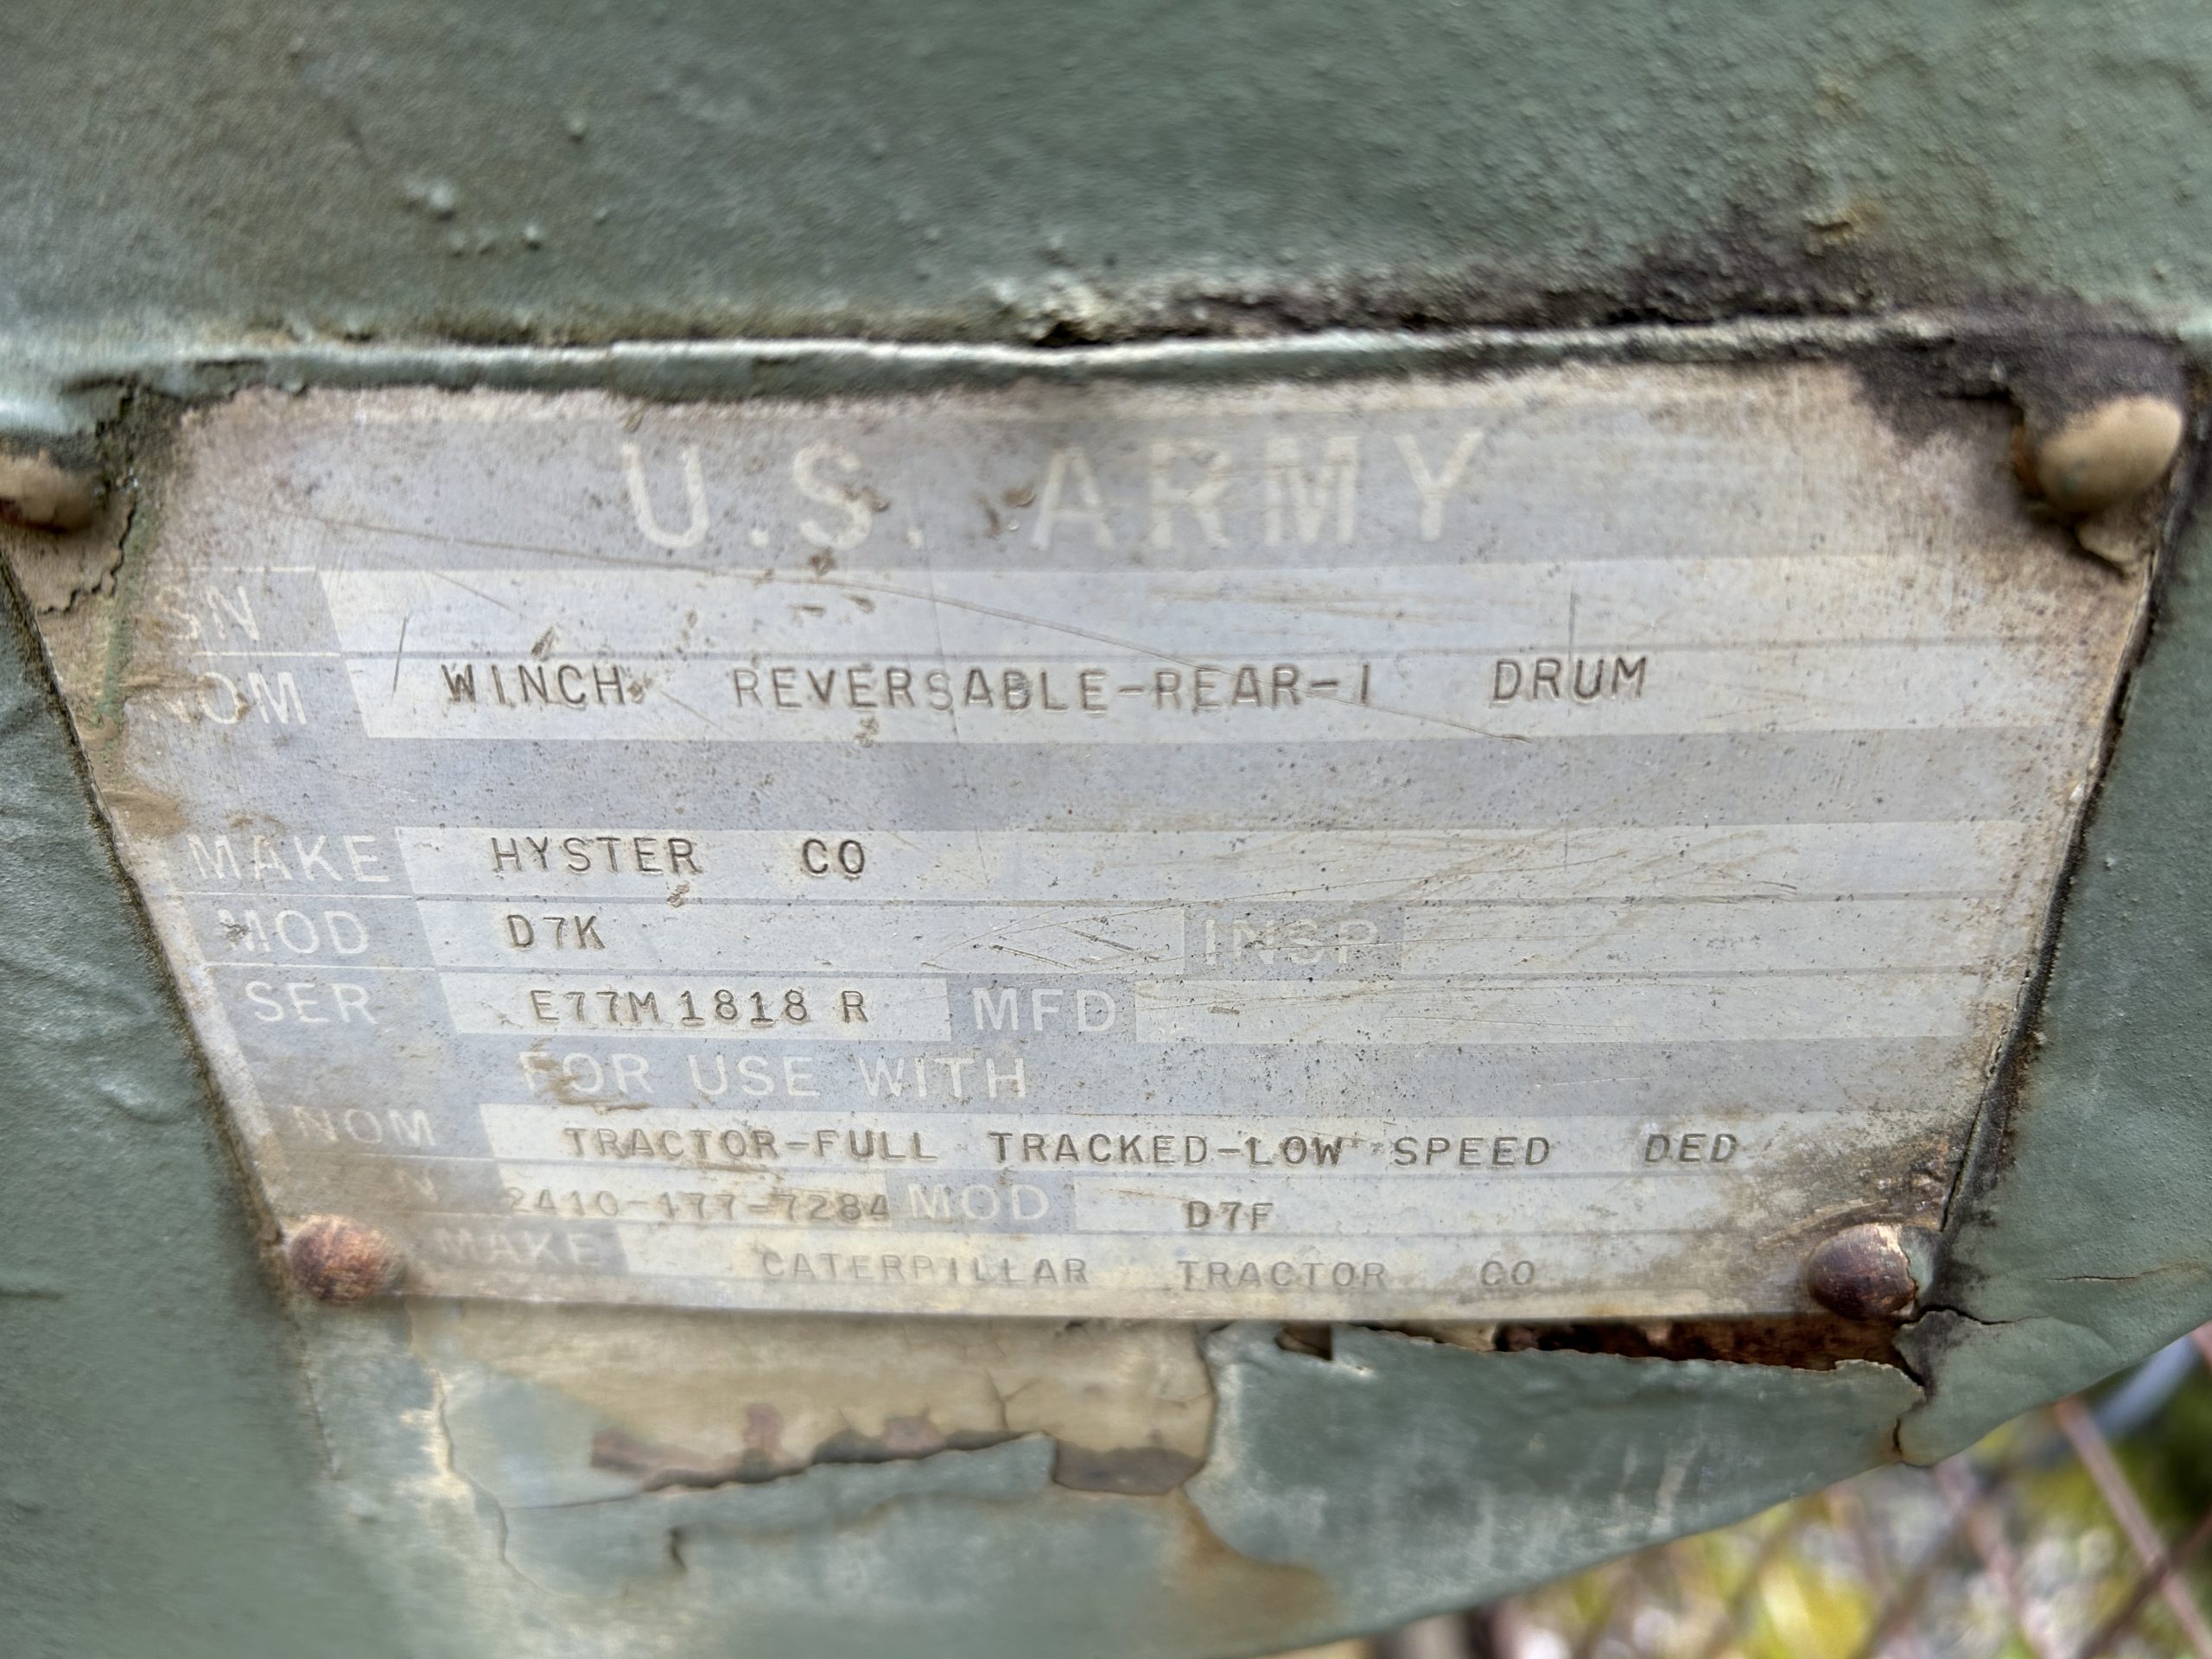 U.S. ARMY
SN
NOM WINCH REVERSABLE-REAR-1 DRUM
MAKE HYSTER CO
MOD D7K INSP
SER E77M1818 R MFD
FOR USE WITH
NOM TRACTOR-FULL TRACKED-LOW SPEED DED
N 2410-177-7284 MOD D7F
MAKE CATERPILLAR TRACTOR CO